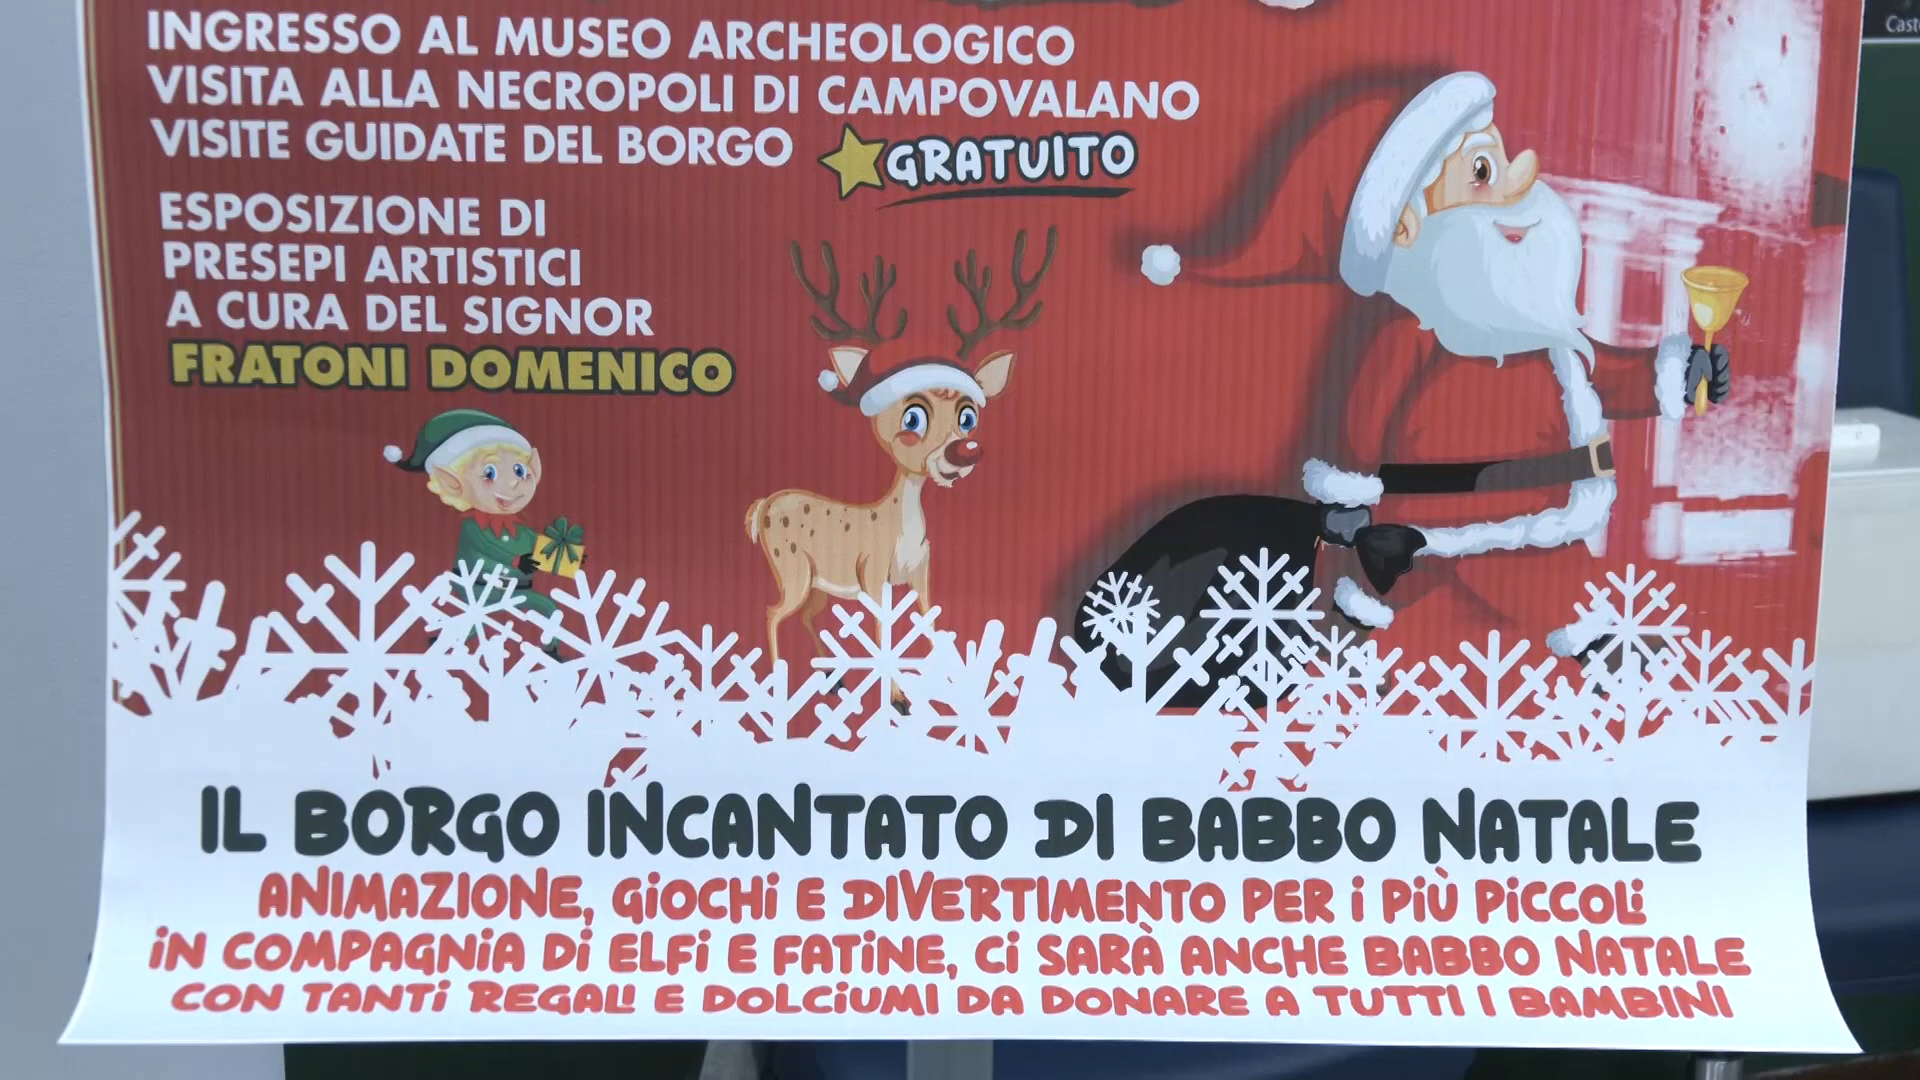 Cast
INGRESSO AL MUSEO ARCHEOLOGICO
VISITA ALLA NECROPOLI DI CAMPOVALANO
VISITE GUIDATE DEL BORGO GRATUITO
ESPOSIZIONE DI
PRESEPI ARTISTICI
A CURA DEL SIGNOR
FRATONI DOMENICO
IL BORGO INCANTATO DI BABBO NATALE
ANIMAZIONE, GIOCHI E DIVERTIMENTO PER I PIÙ PICCOLI
IN COMPAGNIA DI ELFI E FATINE, CI SARÀ ANCHE BABBO NATALE
CON TANTI REGALI E DOLCIUMI DA DONARE A TUTTI I BAMBINI